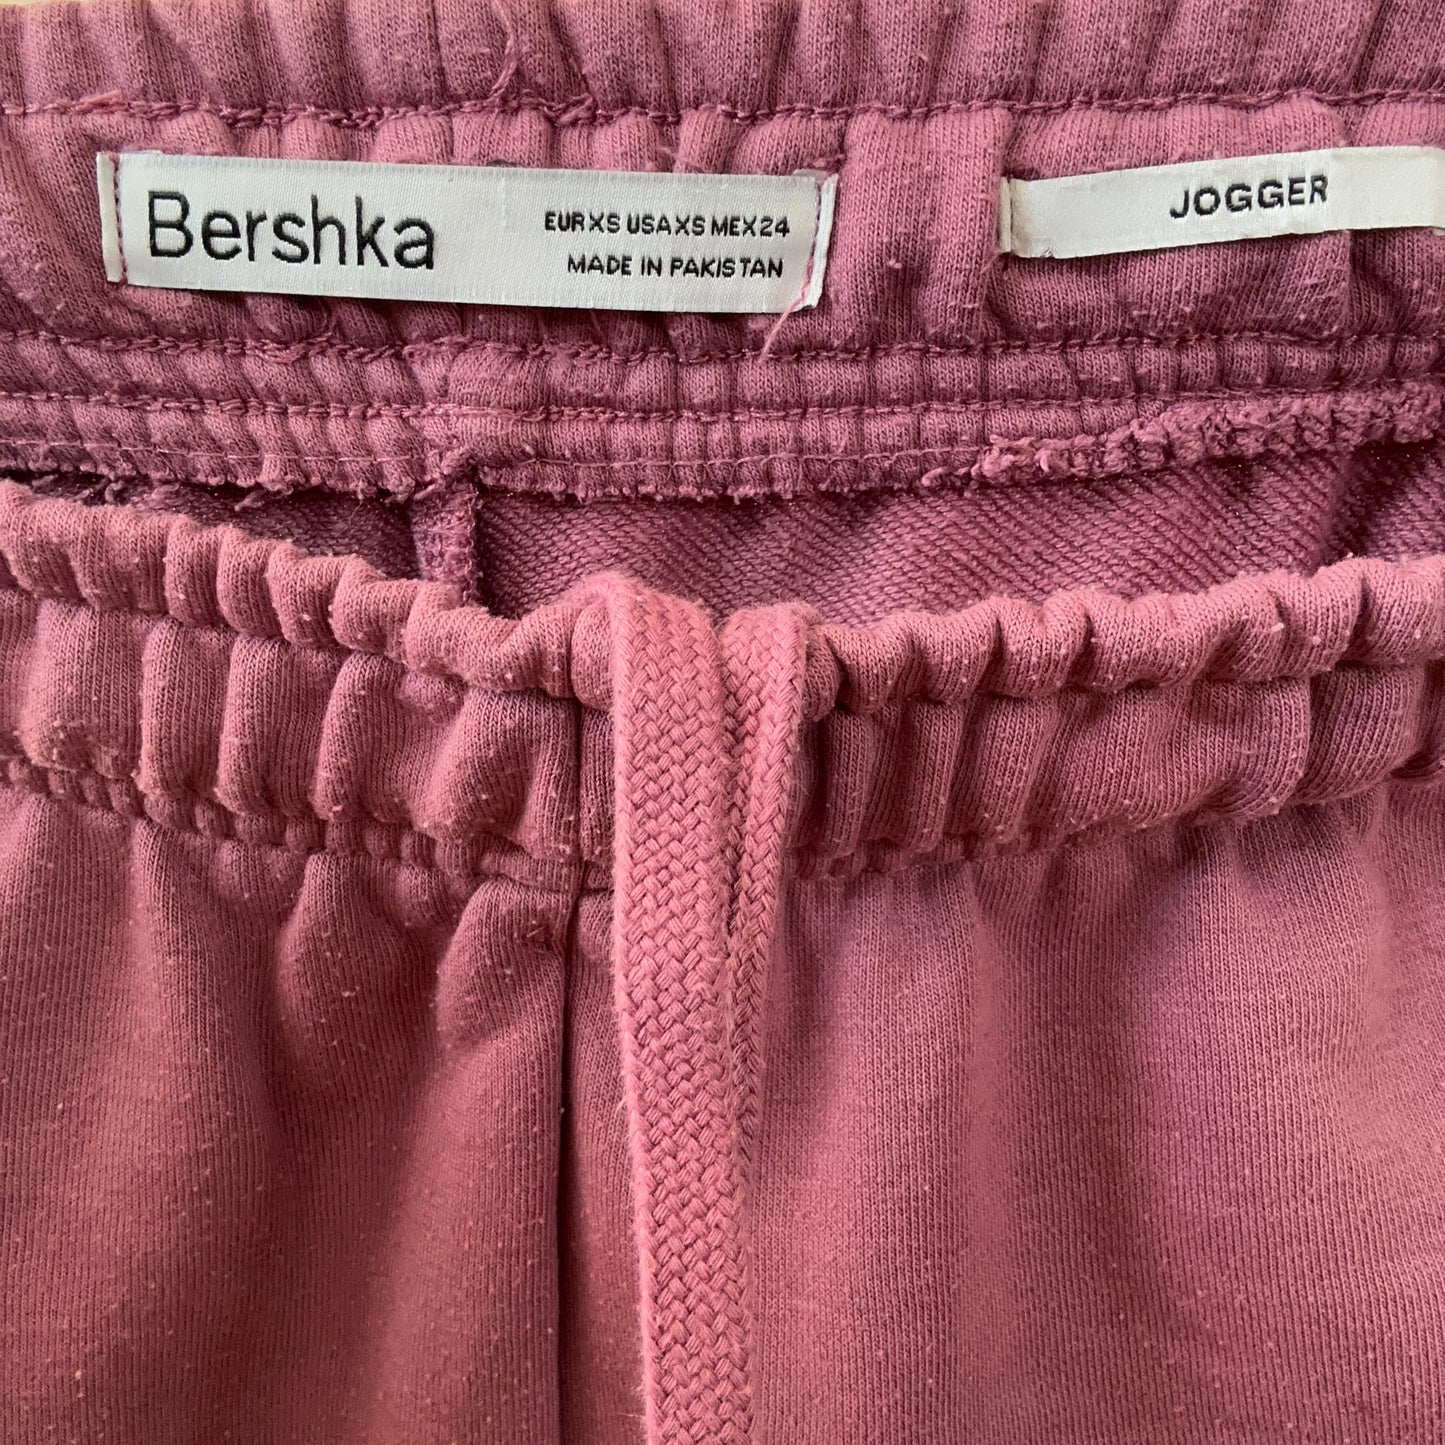 Bershka
EUR XS USA XS MEX 24
MADE IN PAKISTAN
JOGGER